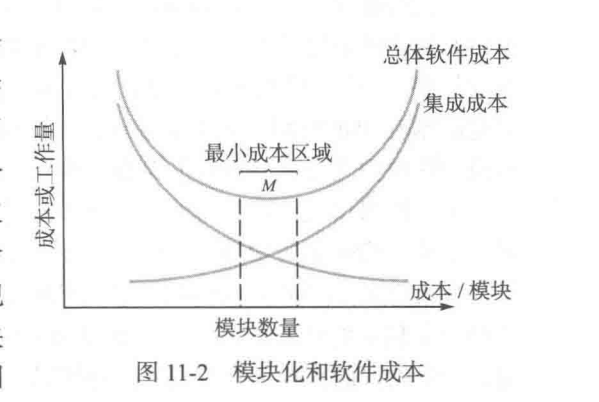 总体软件成本
集成成本
最小成本区域
M
成本或工作量
成本 / 模块
模块数量
图 11-2 模块化和软件成本